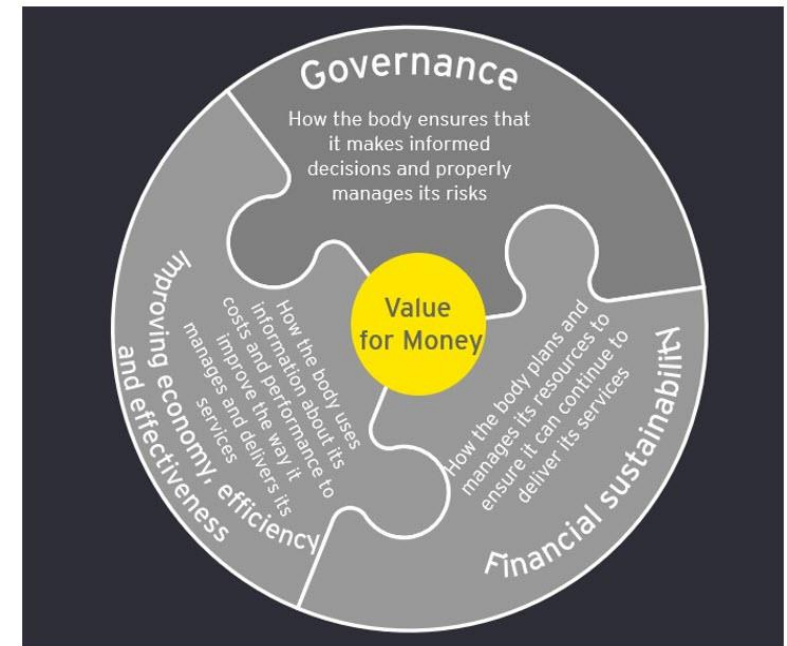 Governance
How the body ensures that
it makes informed
decisions and properly
manages its risks
Value
for Money
Improving economy, efficiency
and effectiveness
How the body uses
information about its
costs and performance to
improve the way it
manages and delivers its
services
How the body plans and
manages its resources to
ensure it can continue to
deliver its services
Financial sustainability